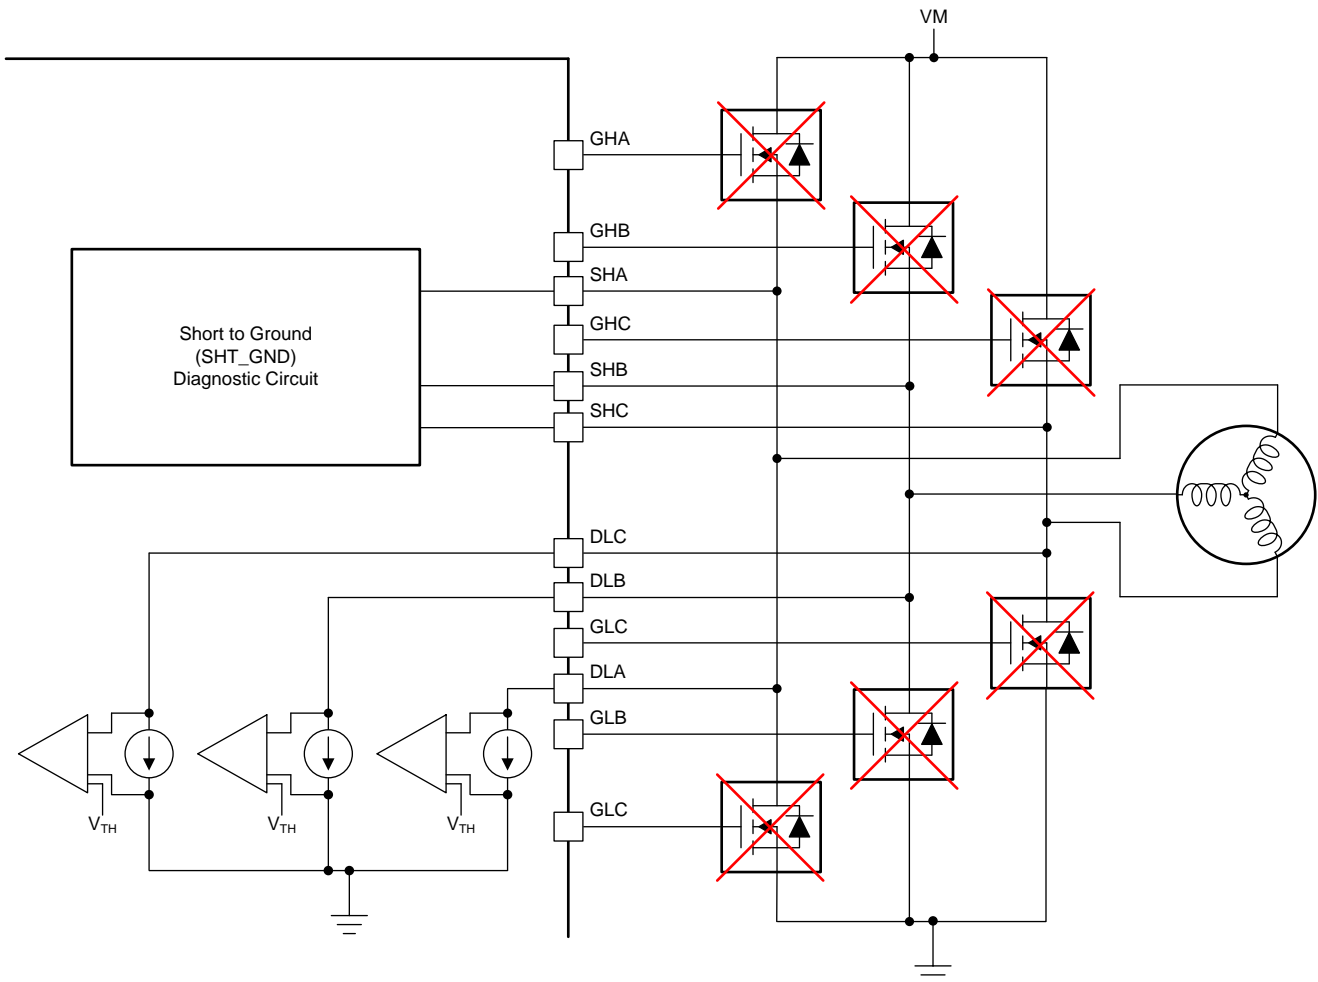 VM
GHA
GHB
SHA
GHC
SHB
SHC
Short to Ground
(SHT_GND)
Diagnostic Circuit
DLC
DLB
GLC
DLA
GLB
GLC
VTH
VTH
VTH